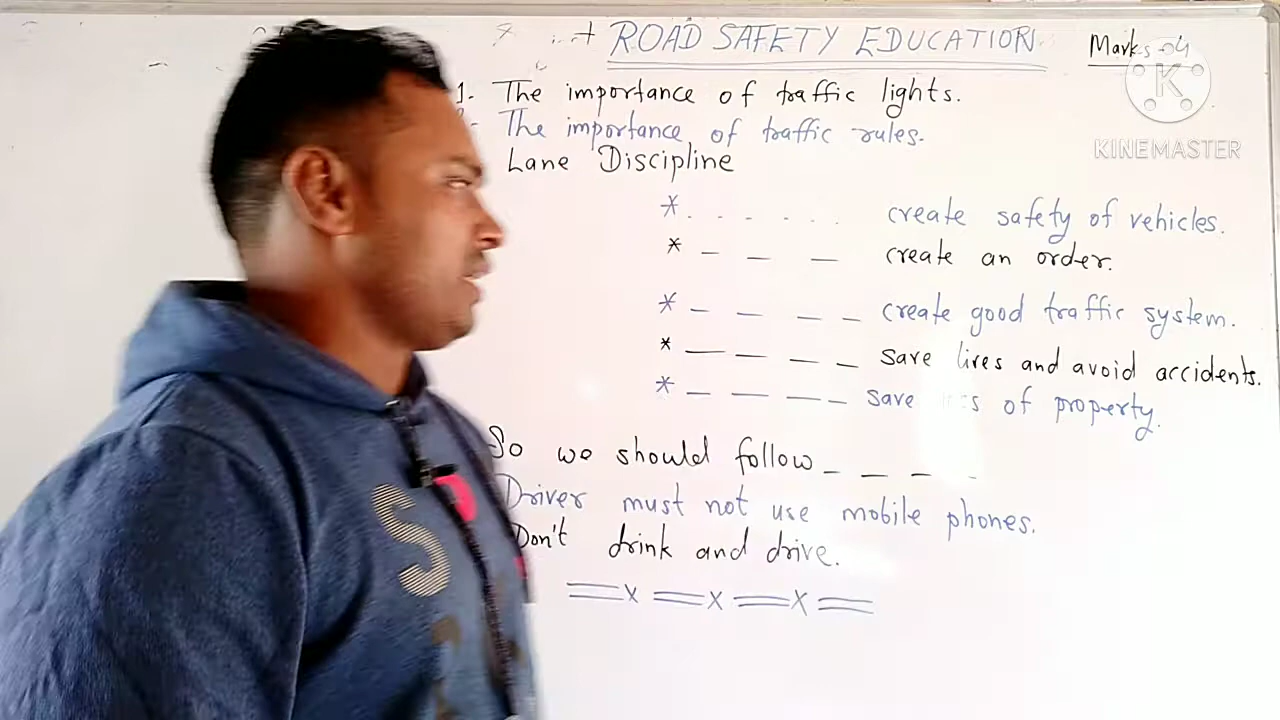 ROAD SAFETY EDUCATION Marks - 04
1. The importance of traffic lights.
The importance of traffic rules.
Lane Discipline
* . . . . . . create safety of vehicles.
* _ _ _ create an order.
* _ _ _ _ create good traffic system.
* _ _ _ _ save lives and avoid accidents.
* _ _ _ _ save of property.
So we should follow _ _ _ _
Driver must not use mobile phones.
Don't drink and drive.
=x =x =x =
K
KINEMASTER
S